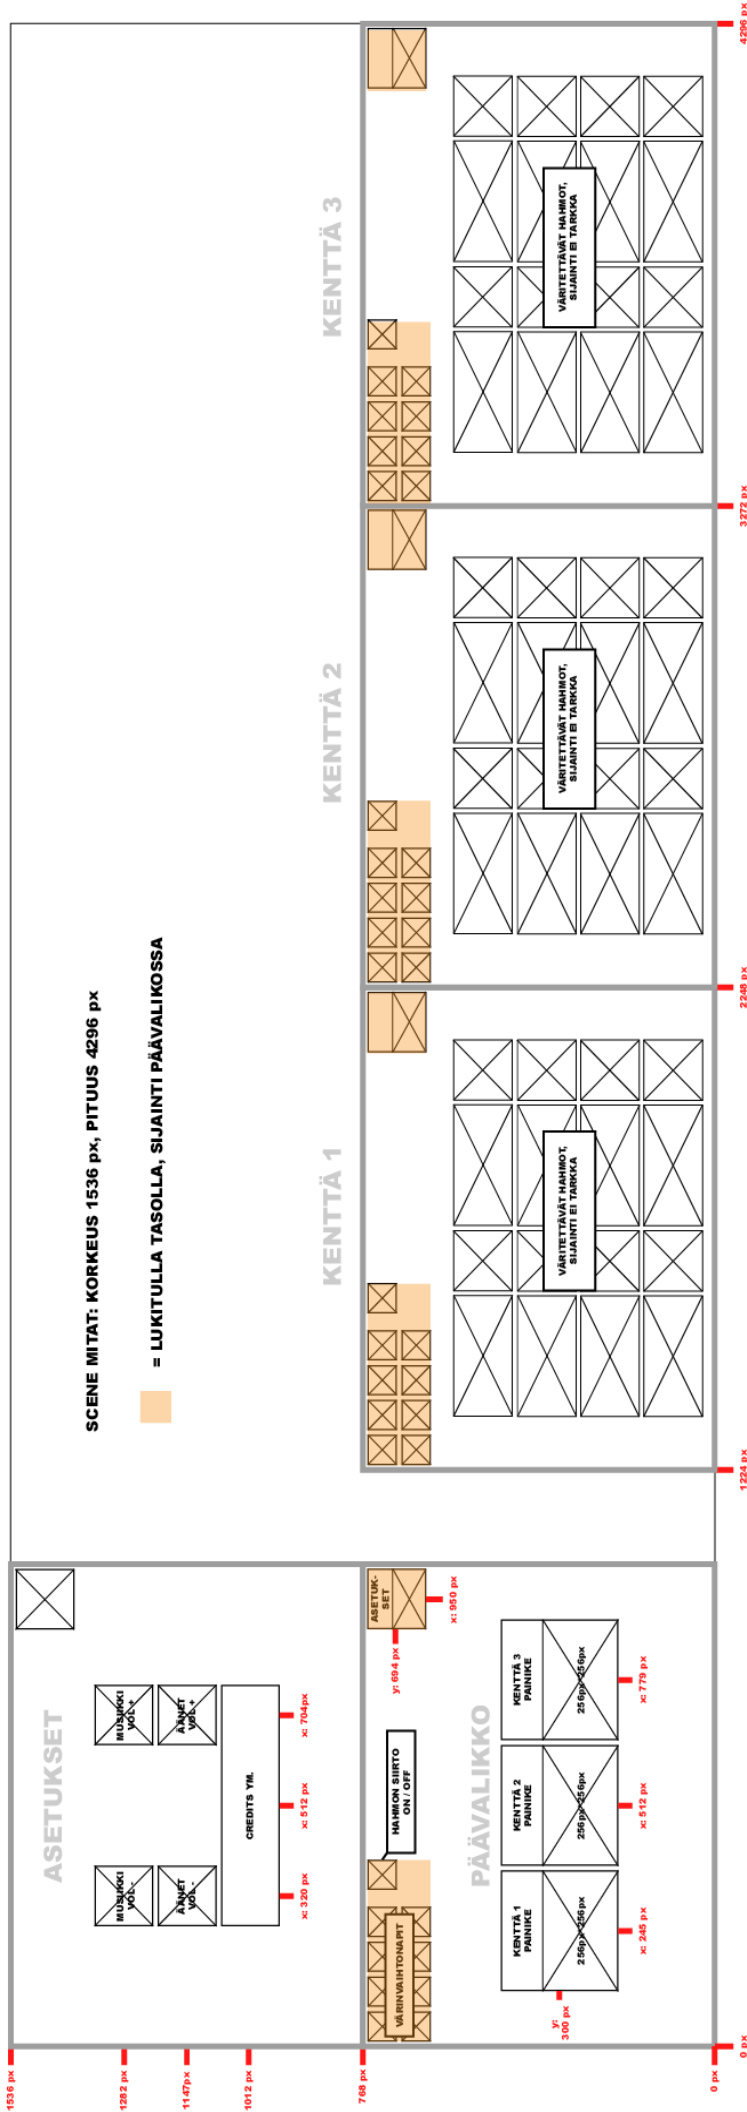 1536 px
1282 px
1147px
1012 px
768 px
0 px
ASETUKSET
MUSIIKKI
VOL -
MUSIIKKI
VOL +
ÄÄNET
VOL -
ÄÄNET
VOL +
CREDITS YM.
x: 320 px
x: 512 px
x: 704px
SCENE MITAT: KORKEUS 1536 px, PITUUS 4296 px
= LUKITULLA TASOLLA, SIJAINTI PÄÄVALIKOSSA
VÄRINVAIHTONAPIT
HAHMON SIIRTO
ON / OFF
ASETUK-
SET
y: 694 px
x: 950 px
PÄÄVALIKKO
KENTTÄ 1
PAINIKE
256px*256px
KENTTÄ 2
PAINIKE
256px*256px
KENTTÄ 3
PAINIKE
256px*256px
y:
300 px
x: 245 px
x: 512 px
x: 779 px
KENTTÄ 1
VÄRITETTÄVÄT HAHMOT,
SIJAINTI EI TARKKA
KENTTÄ 2
VÄRITETTÄVÄT HAHMOT,
SIJAINTI EI TARKKA
KENTTÄ 3
VÄRITETTÄVÄT HAHMOT,
SIJAINTI EI TARKKA
0 px
1224 px
2248 px
3272 px
4296 px